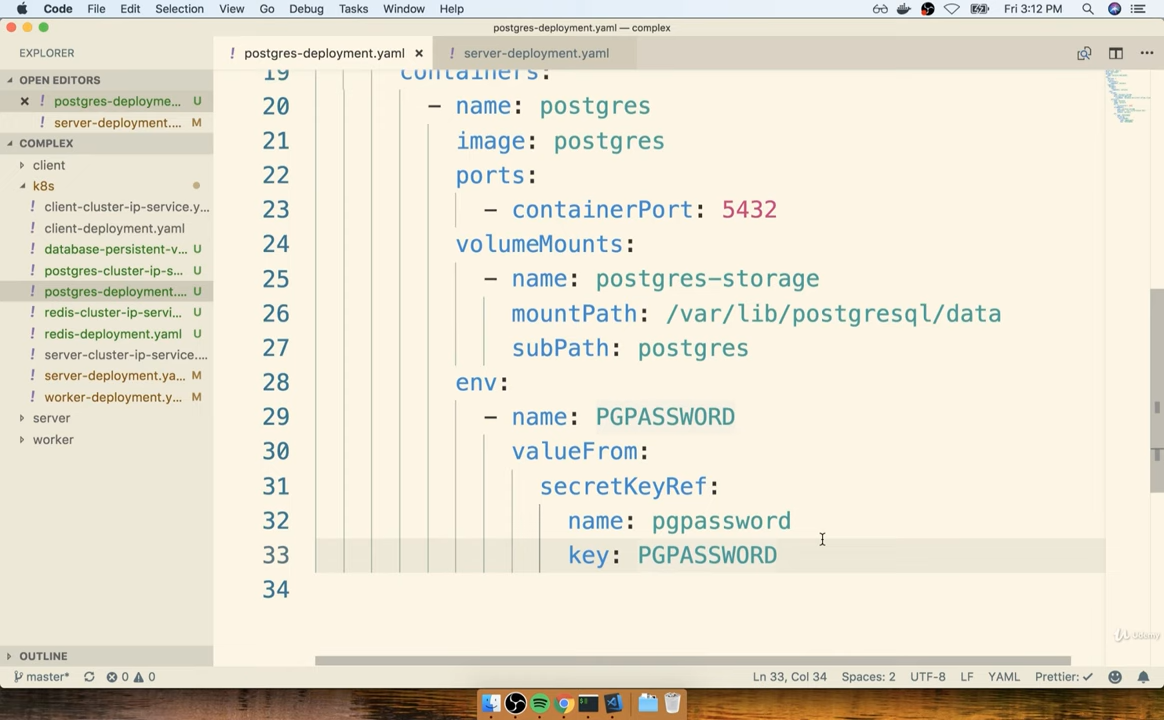 Code File Edit Selection View Go Debug Tasks Window Help Fri 3:12 PM
postgres-deployment.yaml — complex
EXPLORER
! postgres-deployment.yaml × ! server-deployment.yaml
OPEN EDITORS
× ! postgres-deployme... U
! server-deployment.... M
COMPLEX
client
k8s
! client-cluster-ip-service.y...
! client-deployment.yaml
! database-persistent-v... U
! postgres-cluster-ip-s... U
! postgres-deployment.... U
! redis-cluster-ip-servi... U
! redis-deployment.yaml U
! server-cluster-ip-service....
! server-deployment.ya... M
! worker-deployment.y... M
server
worker
OUTLINE
19 containers:
20 - name: postgres
21 image: postgres
22 ports:
23 - containerPort: 5432
24 volumeMounts:
25 - name: postgres-storage
26 mountPath: /var/lib/postgresql/data
27 subPath: postgres
28 env:
29 - name: PGPASSWORD
30 valueFrom:
31 secretKeyRef:
32 name: pgpassword
33 key: PGPASSWORD
34
Udemy
master* 0 0 Ln 33, Col 34 Spaces: 2 UTF-8 LF YAML Prettier: ✓